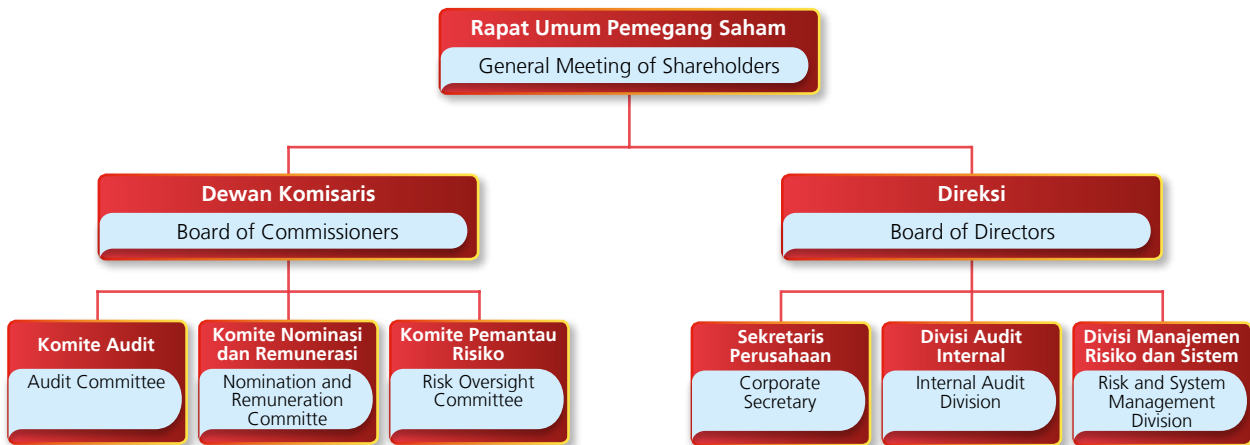 Rapat Umum Pemegang Saham
General Meeting of Shareholders
Dewan Komisaris
Board of Commissioners
Direksi
Board of Directors
Komite Audit
Audit Committee
Komite Nominasi
dan Remunerasi
Nomination and
Remuneration
Committe
Komite Pemantau
Risiko
Risk Oversight
Committee
Sekretaris
Perusahaan
Corporate
Secretary
Divisi Audit
Internal
Internal Audit
Division
Divisi Manajemen
Risiko dan Sistem
Risk and System
Management
Division